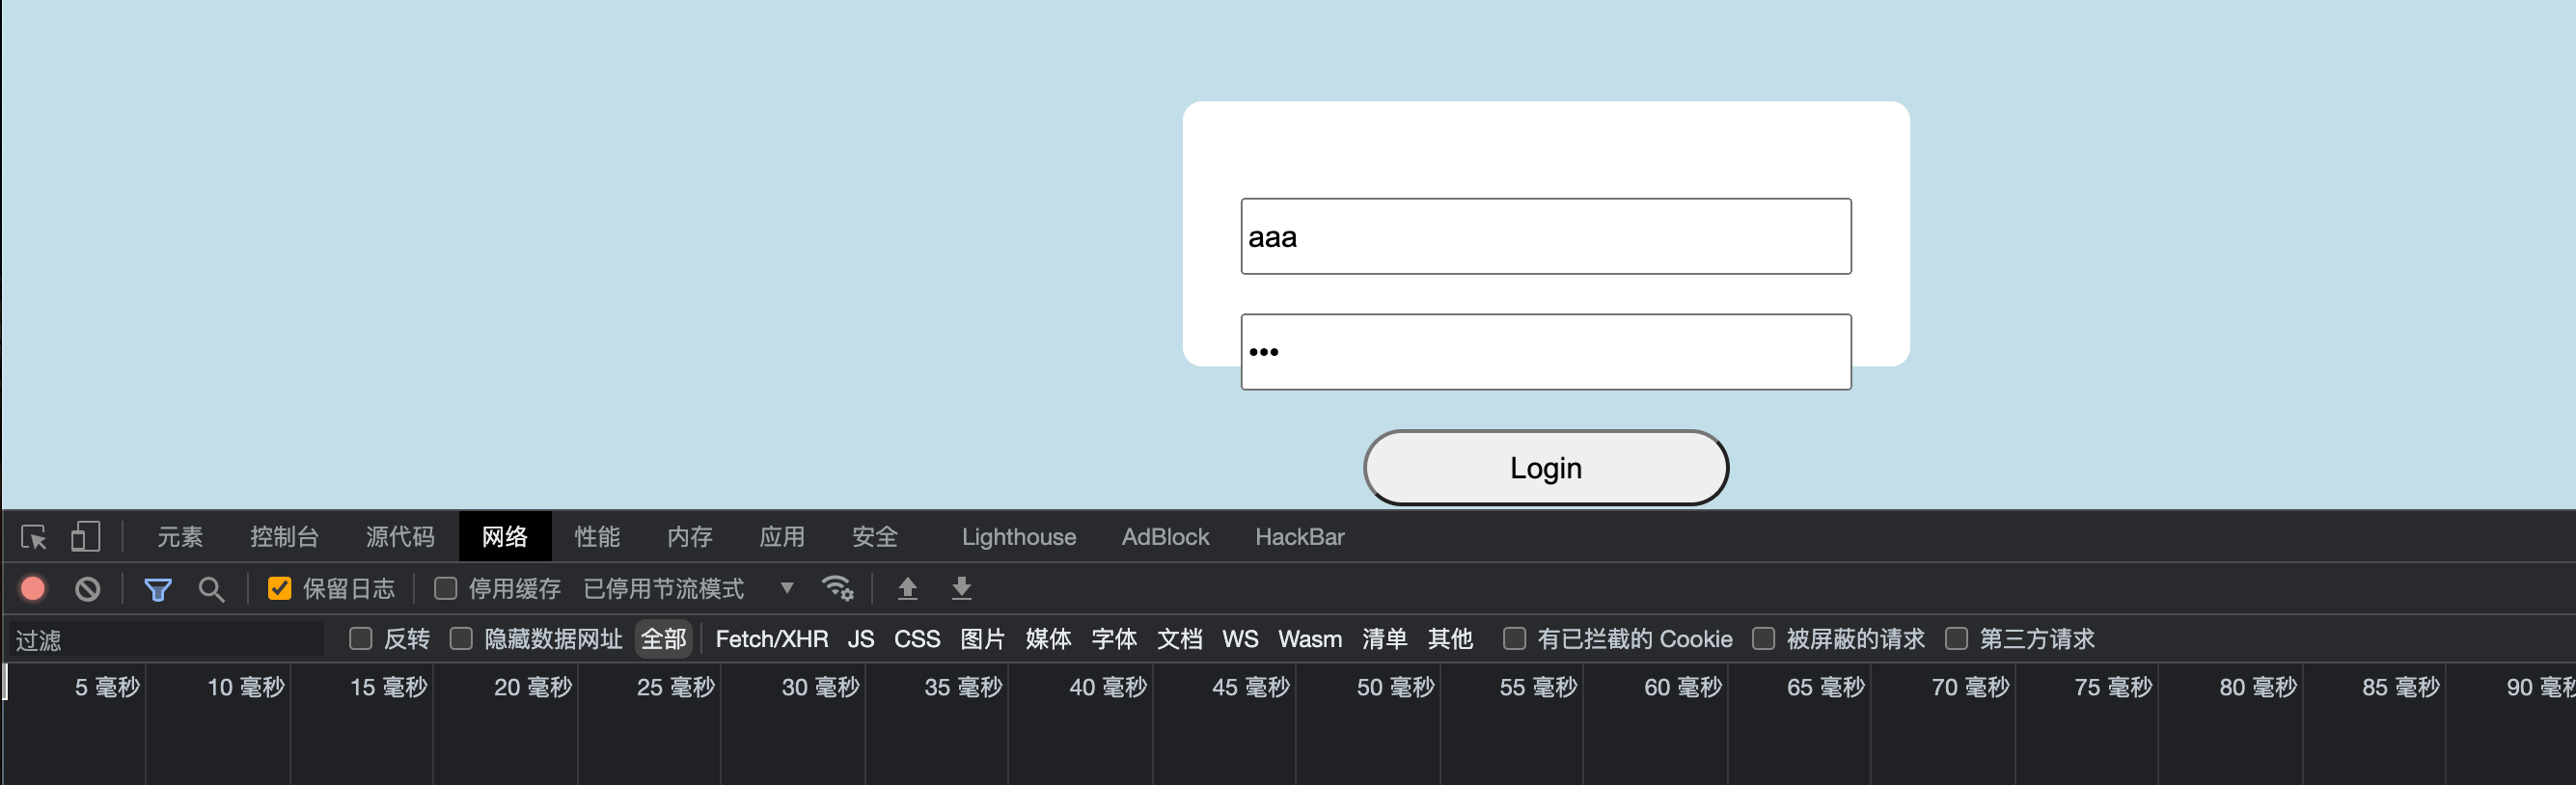 aaa
•••
Login
元素 控制台 源代码 网络 性能 内存 应用 安全 Lighthouse AdBlock HackBar
保留日志 停用缓存 已停用节流模式
过滤 反转 隐藏数据网址 全部 Fetch/XHR JS CSS 图片 媒体 字体 文档 WS Wasm 清单 其他 有已拦截的 Cookie 被屏蔽的请求 第三方请求
5 毫秒 10 毫秒 15 毫秒 20 毫秒 25 毫秒 30 毫秒 35 毫秒 40 毫秒 45 毫秒 50 毫秒 55 毫秒 60 毫秒 65 毫秒 70 毫秒 75 毫秒 80 毫秒 85 毫秒 90 毫秒